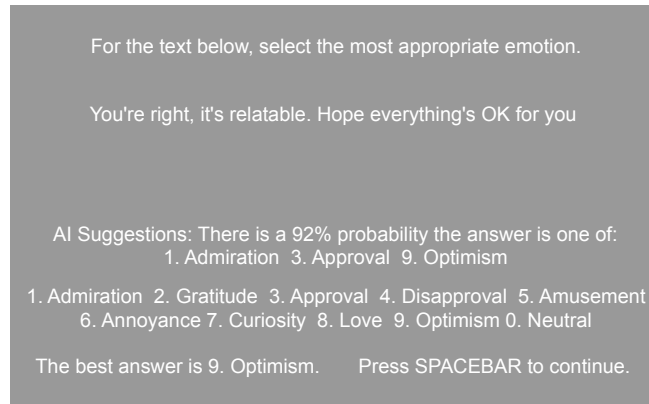 For the text below, select the most appropriate emotion.
You're right, it's relatable. Hope everything's OK for you
AI Suggestions: There is a 92% probability the answer is one of:
1. Admiration 3. Approval 9. Optimism
1. Admiration 2. Gratitude 3. Approval 4. Disapproval 5. Amusement
6. Annoyance 7. Curiosity 8. Love 9. Optimism 0. Neutral
The best answer is 9. Optimism. Press SPACEBAR to continue.